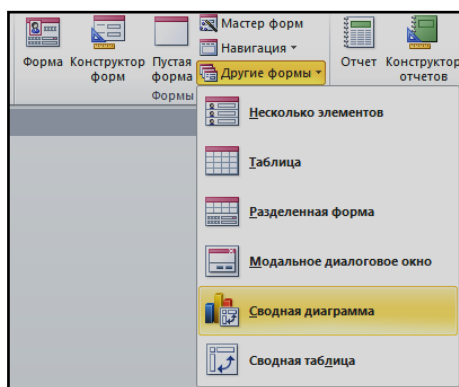 Форма
Конструктор форм
Пустая форма
Мастер форм
Навигация
Другие формы
Отчет
Конструктор отчетов
Формы
Несколько элементов
Таблица
Разделенная форма
Модальное диалоговое окно
Сводная диаграмма
Сводная таблица